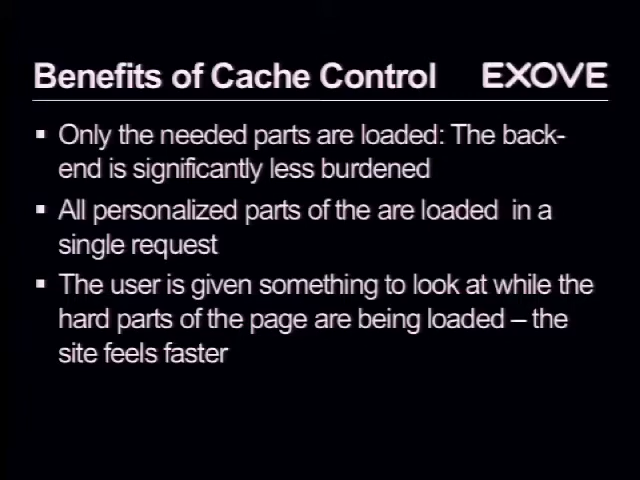 Benefits of Cache Control EXOVE
▪ Only the needed parts are loaded: The back-
end is significantly less burdened
▪ All personalized parts of the are loaded in a
single request
▪ The user is given something to look at while the
hard parts of the page are being loaded – the
site feels faster